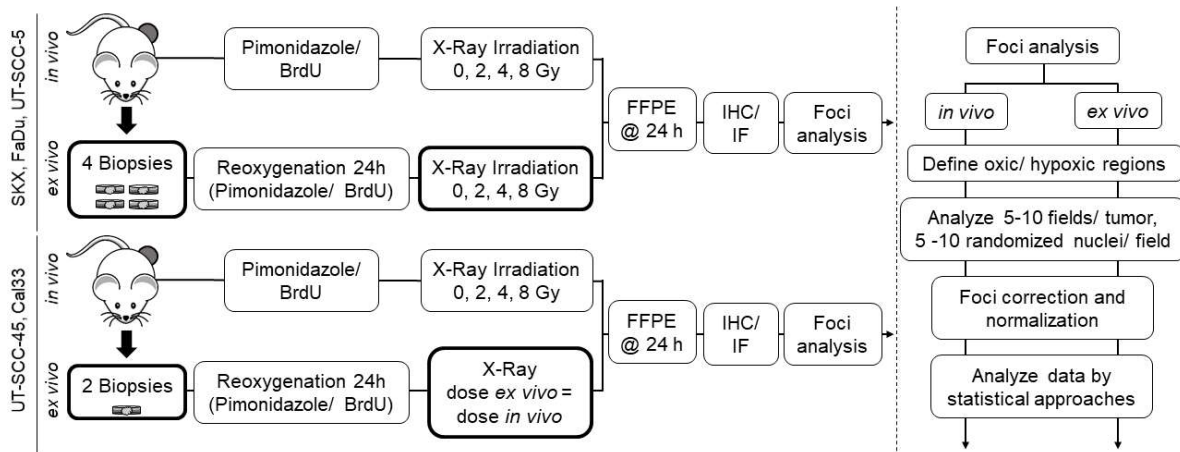 SKX, FaDu, UT-SCC-5
in vivo
Pimonidazole/
BrdU
X-Ray Irradiation
0, 2, 4, 8 Gy
ex vivo
4 Biopsies
Reoxygenation 24h
(Pimonidazole/ BrdU)
X-Ray Irradiation
0, 2, 4, 8 Gy
FFPE
@ 24 h
IHC/
IF
Foci
analysis
UT-SCC-45, Cal33
in vivo
Pimonidazole/
BrdU
X-Ray Irradiation
0, 2, 4, 8 Gy
ex vivo
2 Biopsies
Reoxygenation 24h
(Pimonidazole/ BrdU)
X-Ray
dose ex vivo =
dose in vivo
FFPE
@ 24 h
IHC/
IF
Foci
analysis
Foci analysis
in vivo
ex vivo
Define oxic/ hypoxic regions
Analyze 5-10 fields/ tumor,
5 -10 randomized nuclei/ field
Foci correction and
normalization
Analyze data by
statistical approaches